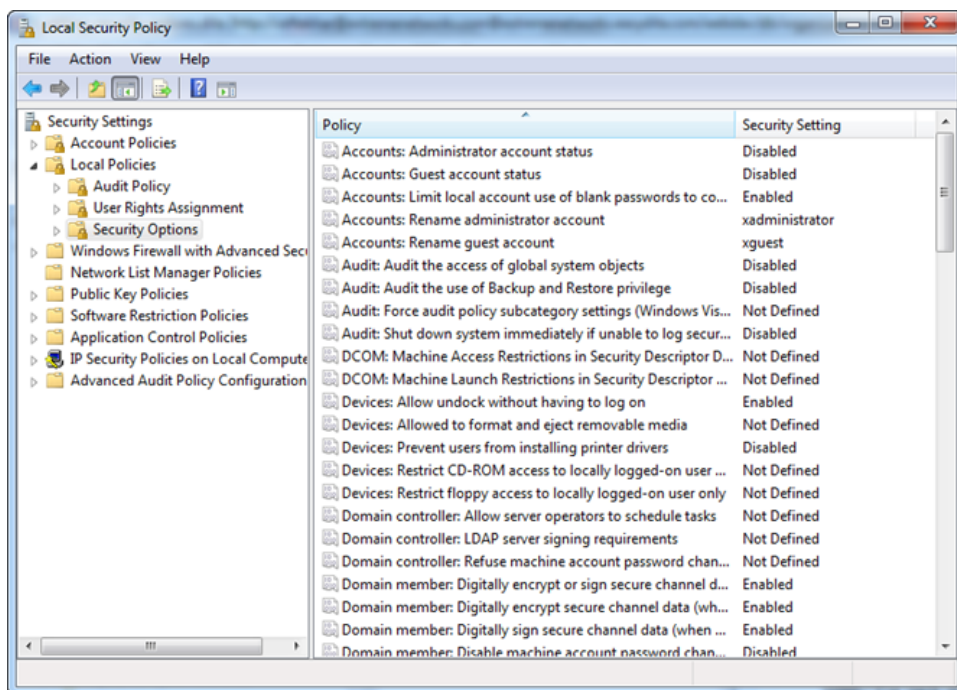 Local Security Policy
File Action View Help
Security Settings
Account Policies
Local Policies
Audit Policy
User Rights Assignment
Security Options
Windows Firewall with Advanced Secu
Network List Manager Policies
Public Key Policies
Software Restriction Policies
Application Control Policies
IP Security Policies on Local Compute
Advanced Audit Policy Configuration
Policy Security Setting
Accounts: Administrator account status Disabled
Accounts: Guest account status Disabled
Accounts: Limit local account use of blank passwords to co... Enabled
Accounts: Rename administrator account xadministrator
Accounts: Rename guest account xguest
Audit: Audit the access of global system objects Disabled
Audit: Audit the use of Backup and Restore privilege Disabled
Audit: Force audit policy subcategory settings (Windows Vis... Not Defined
Audit: Shut down system immediately if unable to log secur... Disabled
DCOM: Machine Access Restrictions in Security Descriptor D... Not Defined
DCOM: Machine Launch Restrictions in Security Descriptor ... Not Defined
Devices: Allow undock without having to log on Enabled
Devices: Allowed to format and eject removable media Not Defined
Devices: Prevent users from installing printer drivers Disabled
Devices: Restrict CD-ROM access to locally logged-on user ... Not Defined
Devices: Restrict floppy access to locally logged-on user only Not Defined
Domain controller: Allow server operators to schedule tasks Not Defined
Domain controller: LDAP server signing requirements Not Defined
Domain controller: Refuse machine account password chan... Not Defined
Domain member: Digitally encrypt or sign secure channel d... Enabled
Domain member: Digitally encrypt secure channel data (wh... Enabled
Domain member: Digitally sign secure channel data (when ... Enabled
Domain member: Disable machine account password chan... Disabled